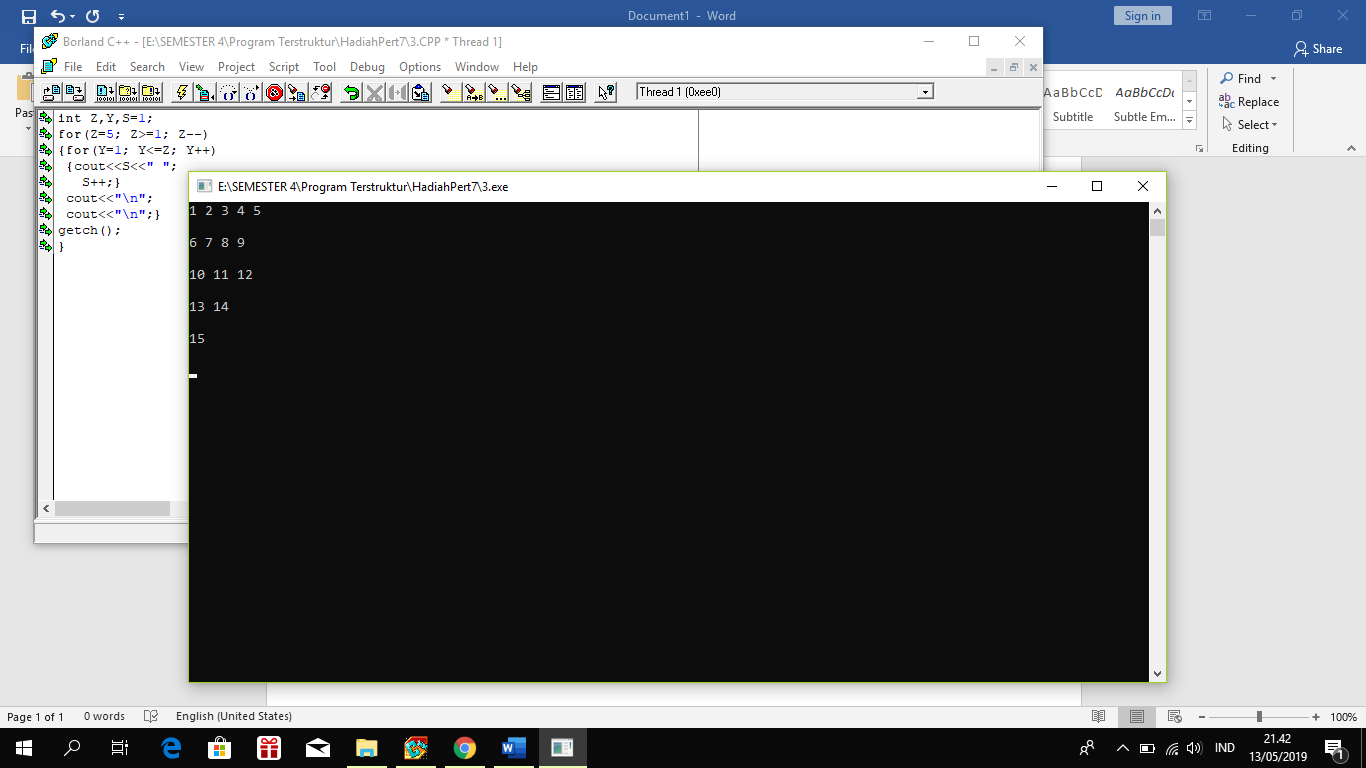 Document1 - Word
Sign in
Fil
Share
Borland C++ - [E:\SEMESTER 4\Program Terstruktur\HadiahPert7\3.CPP * Thread 1]
File Edit Search View Project Script Tool Debug Options Window Help
Thread 1 (0xee0)
Pas
AaBbCcD AaBbCcDc
Subtitle Subtle Em...
Find
Replace
Select
Editing
int Z,Y,S=1;
for(Z=5; Z>=1; Z--)
{for(Y=1; Y<=Z; Y++)
{cout<<S<<" ";
S++;}
cout<<"\n";
cout<<"\n";}
getch();
}
E:\SEMESTER 4\Program Terstruktur\HadiahPert7\3.exe
1 2 3 4 5
6 7 8 9
10 11 12
13 14
15
Page 1 of 1 0 words English (United States) 100%
IND
21.42
13/05/2019
1